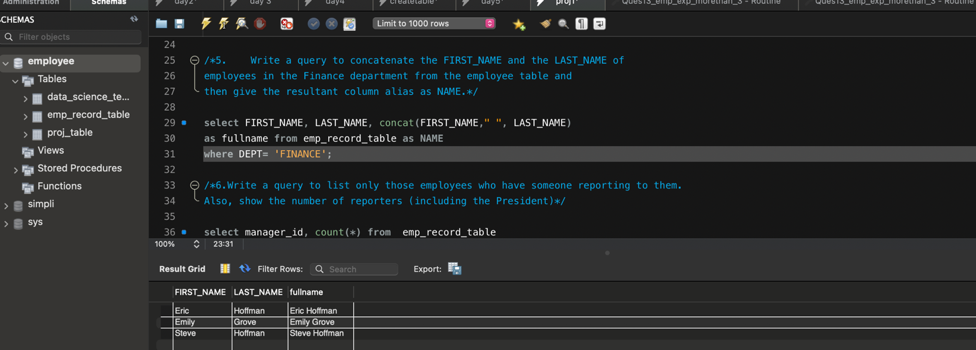 Administration Schemas day2* day 3 day4 createtable* day5* proj1*
SCHEMAS
Filter objects
employee
Tables
data_science_te...
emp_record_table
proj_table
Views
Stored Procedures
Functions
simpli
sys
Limit to 1000 rows
24
25 /*5. Write a query to concatenate the FIRST_NAME and the LAST_NAME of
26 employees in the Finance department from the employee table and
27 then give the resultant column alias as NAME.*/
28
29 select FIRST_NAME, LAST_NAME, concat(FIRST_NAME," ", LAST_NAME)
30 as fullname from emp_record_table as NAME
31 where DEPT= 'FINANCE';
32
33 /*6.Write a query to list only those employees who have someone reporting to them.
34 Also, show the number of reporters (including the President)*/
35
36 select manager_id, count(*) from emp_record_table
100% 23:31
Result Grid Filter Rows: Search Export:
FIRST_NAME LAST_NAME fullname
Eric Hoffman Eric Hoffman
Emily Grove Emily Grove
Steve Hoffman Steve Hoffman